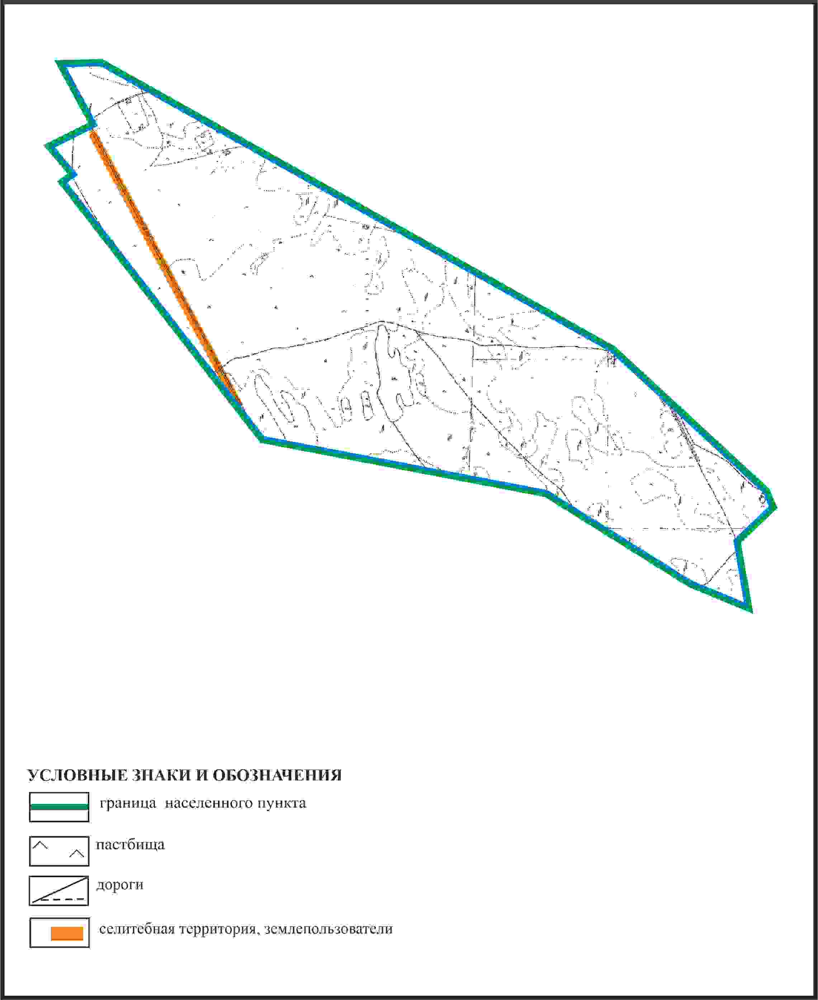 УСЛОВНЫЕ ЗНАКИ И ОБОЗНАЧЕНИЯ
граница населенного пункта
пастбища
дороги
селитебная территория, землепользователи